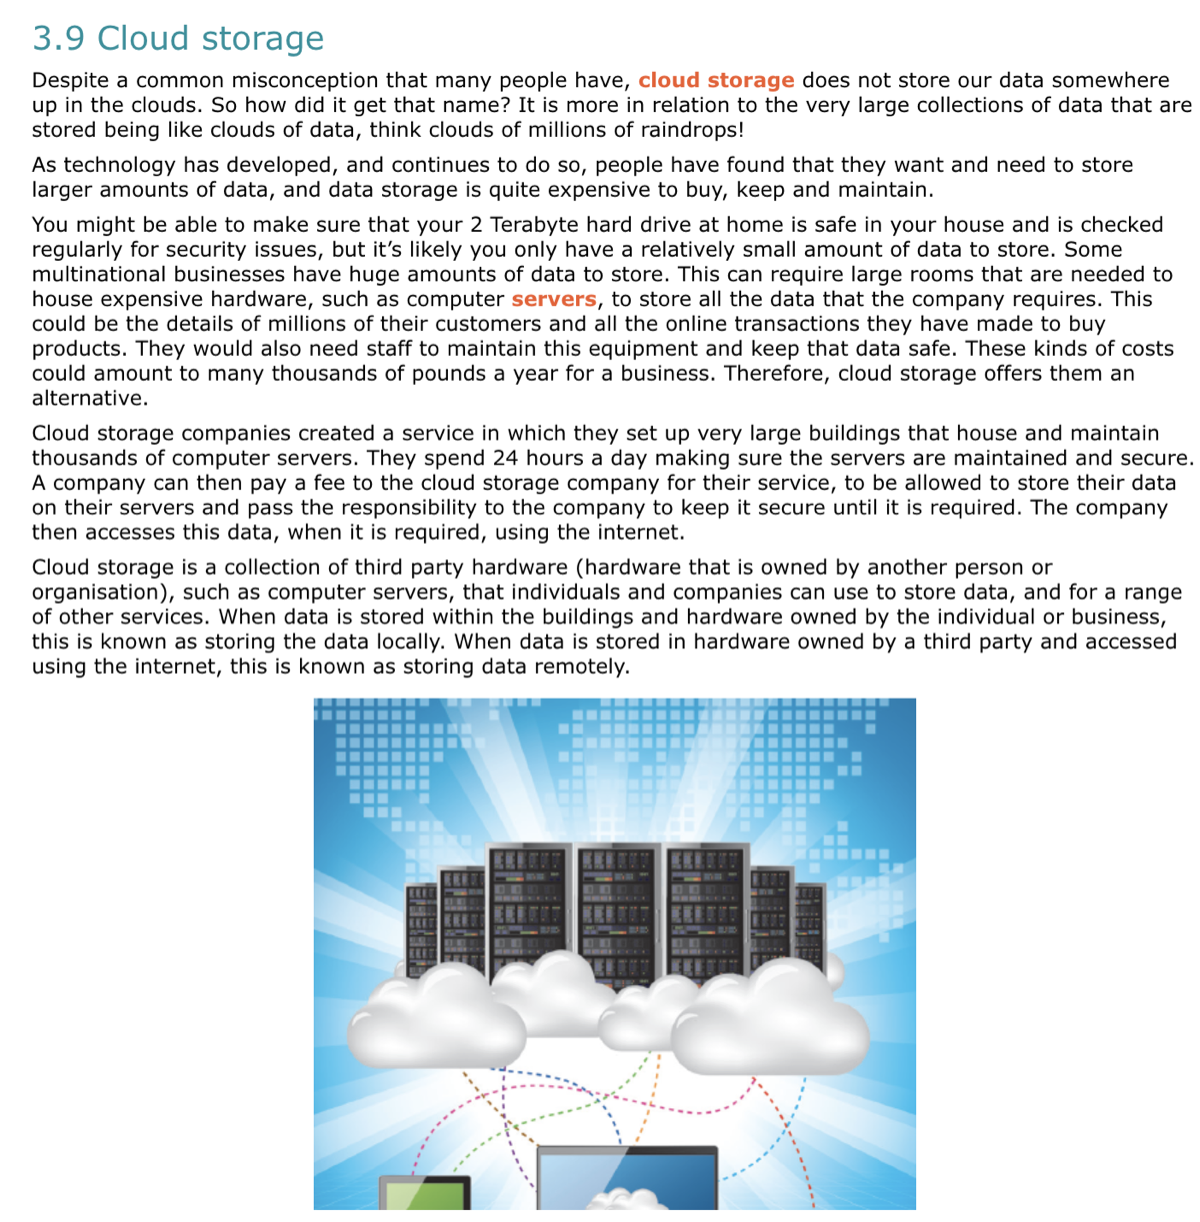 3.9 Cloud storage
Despite a common misconception that many people have, cloud storage does not store our data somewhere
up in the clouds. So how did it get that name? It is more in relation to the very large collections of data that are
stored being like clouds of data, think clouds of millions of raindrops!
As technology has developed, and continues to do so, people have found that they want and need to store
larger amounts of data, and data storage is quite expensive to buy, keep and maintain.
You might be able to make sure that your 2 Terabyte hard drive at home is safe in your house and is checked
regularly for security issues, but it’s likely you only have a relatively small amount of data to store. Some
multinational businesses have huge amounts of data to store. This can require large rooms that are needed to
house expensive hardware, such as computer servers, to store all the data that the company requires. This
could be the details of millions of their customers and all the online transactions they have made to buy
products. They would also need staff to maintain this equipment and keep that data safe. These kinds of costs
could amount to many thousands of pounds a year for a business. Therefore, cloud storage offers them an
alternative.
Cloud storage companies created a service in which they set up very large buildings that house and maintain
thousands of computer servers. They spend 24 hours a day making sure the servers are maintained and secure.
A company can then pay a fee to the cloud storage company for their service, to be allowed to store their data
on their servers and pass the responsibility to the company to keep it secure until it is required. The company
then accesses this data, when it is required, using the internet.
Cloud storage is a collection of third party hardware (hardware that is owned by another person or
organisation), such as computer servers, that individuals and companies can use to store data, and for a range
of other services. When data is stored within the buildings and hardware owned by the individual or business,
this is known as storing the data locally. When data is stored in hardware owned by a third party and accessed
using the internet, this is known as storing data remotely.